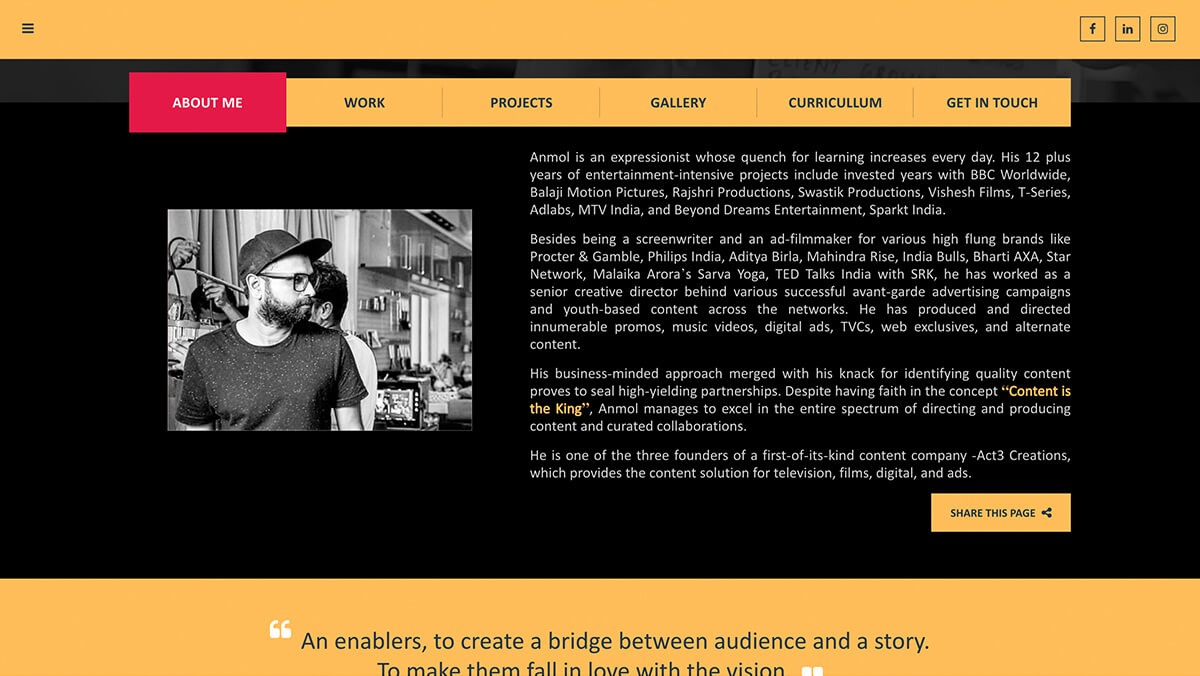 ABOUT ME
WORK
PROJECTS
GALLERY
CURRICULLUM
GET IN TOUCH
Anmol is an expressionist whose quench for learning increases every day. His 12 plus
years of entertainment-intensive projects include invested years with BBC Worldwide,
Balaji Motion Pictures, Rajshri Productions, Swastik Productions, Vishesh Films, T-Series,
Adlabs, MTV India, and Beyond Dreams Entertainment, Sparkt India.
Besides being a screenwriter and an ad-filmmaker for various high flung brands like
Procter & Gamble, Philips India, Aditya Birla, Mahindra Rise, India Bulls, Bharti AXA, Star
Network, Malaika Arora`s Sarva Yoga, TED Talks India with SRK, he has worked as a
senior creative director behind various successful avant-garde advertising campaigns
and youth-based content across the networks. He has produced and directed
innumerable promos, music videos, digital ads, TVCs, web exclusives, and alternate
content.
His business-minded approach merged with his knack for identifying quality content
proves to seal high-yielding partnerships. Despite having faith in the concept “Content is
the King”, Anmol manages to excel in the entire spectrum of directing and producing
content and curated collaborations.
He is one of the three founders of a first-of-its-kind content company -Act3 Creations,
which provides the content solution for television, films, digital, and ads.
SHARE THIS PAGE
“ An enablers, to create a bridge between audience and a story.
To make them fall in love with the vision. ”